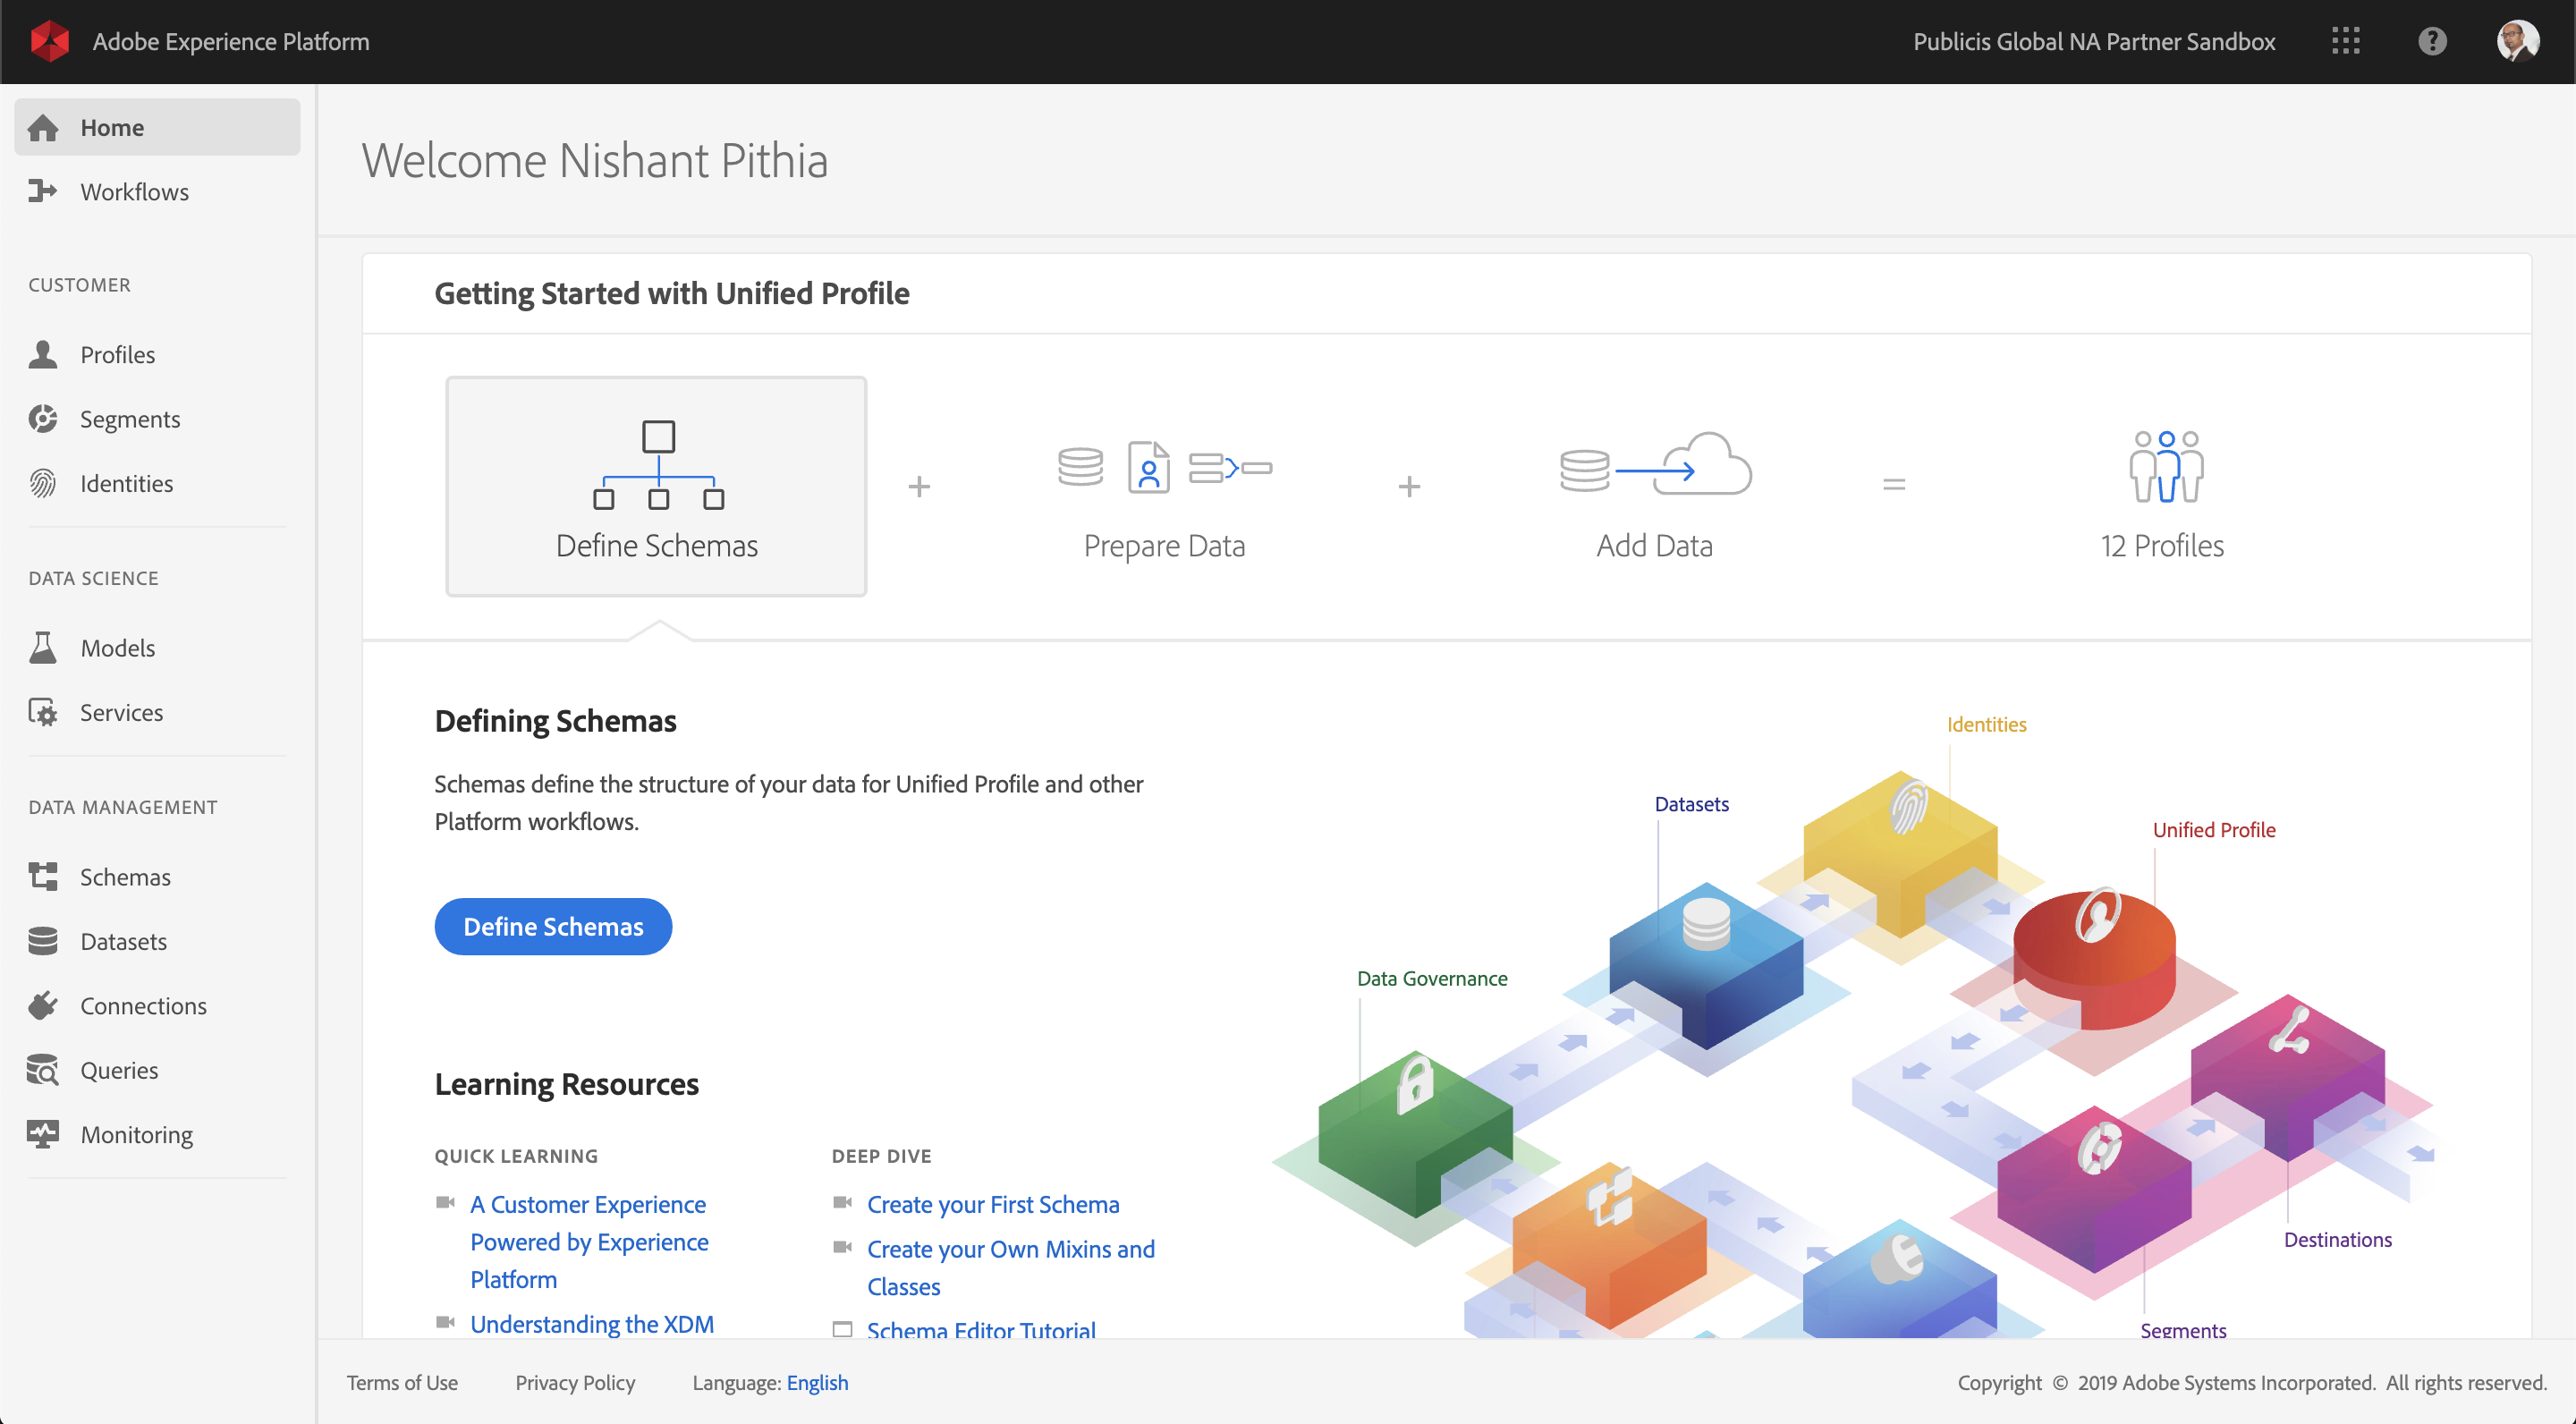 Adobe Experience Platform
Publicis Global NA Partner Sandbox
Home
Workflows
CUSTOMER
Profiles
Segments
Identities
DATA SCIENCE
Models
Services
DATA MANAGEMENT
Schemas
Datasets
Connections
Queries
Monitoring
Welcome Nishant Pithia
Getting Started with Unified Profile
Define Schemas
+
Prepare Data
+
Add Data
=
12 Profiles
Defining Schemas
Schemas define the structure of your data for Unified Profile and other
Platform workflows.
Define Schemas
Learning Resources
QUICK LEARNING
A Customer Experience
Powered by Experience
Platform
Understanding the XDM
DEEP DIVE
Create your First Schema
Create your Own Mixins and
Classes
Schema Editor Tutorial
Identities
Datasets
Unified Profile
Data Governance
Destinations
Segments
Terms of Use
Privacy Policy
Language: English
Copyright © 2019 Adobe Systems Incorporated. All rights reserved.